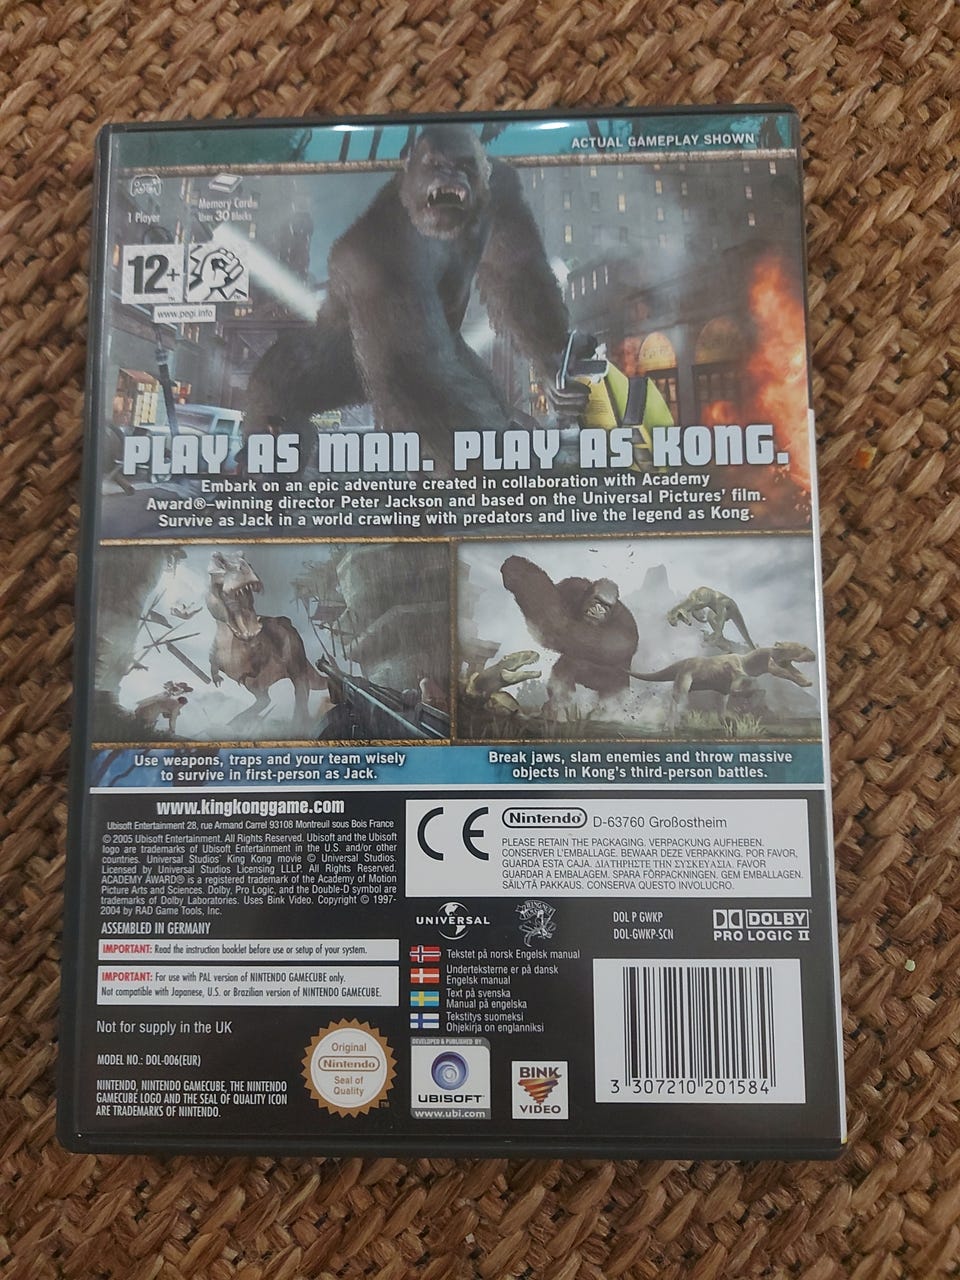 ACTUAL GAMEPLAY SHOWN
1 Player
Memory Card
Uses 30 Blocks
12+
www.pegi.info
PLAY AS MAN. PLAY AS KONG.
Embark on an epic adventure created in collaboration with Academy
Award®-winning director Peter Jackson and based on the Universal Pictures' film.
Survive as Jack in a world crawling with predators and live the legend as Kong.
Use weapons, traps and your team wisely
to survive in first-person as Jack.
Break jaws, slam enemies and throw massive
objects in Kong's third-person battles.
www.kingkonggame.com
Ubisoft Entertainment 28, rue Armand Carrel 93108 Montreuil sous Bois France
© 2005 Ubisoft Entertainment. All Rights Reserved. Ubisoft and the Ubisoft
logo are trademarks of Ubisoft Entertainment in the U.S. and/or other
countries. Universal Studios' King Kong movie © Universal Studios.
Licensed by Universal Studios Licensing LLLP. All Rights Reserved.
ACADEMY AWARD® is a registered trademark of the Academy of Motion
Picture Arts and Sciences. Dolby, Pro Logic, and the Double-D symbol are
trademarks of Dolby Laboratories. Uses Bink Video. Copyright © 1997-
2004 by RAD Game Tools, Inc.
ASSEMBLED IN GERMANY
IMPORTANT: Read the instruction booklet before use or setup of your system.
IMPORTANT: For use with PAL version of NINTENDO GAMECUBE only.
Not compatible with Japanese, U.S. or Brazilian version of NINTENDO GAMECUBE.
Not for supply in the UK
MODEL NO.: DOL-006(EUR)
NINTENDO, NINTENDO GAMECUBE, THE NINTENDO
GAMECUBE LOGO AND THE SEAL OF QUALITY ICON
ARE TRADEMARKS OF NINTENDO.
Original
Nintendo
Seal of
Quality
TM
CE
Nintendo® D-63760 Großostheim
PLEASE RETAIN THE PACKAGING. VERPACKUNG AUFHEBEN.
CONSERVER L'EMBALLAGE. BEWAAR DEZE VERPAKKING. POR FAVOR,
GUARDA ESTA CAJA. ΔΙΑΤΗΡΗΣΤΕ ΤΗΝ ΣΥΣΚΕΥΑΣΙΑ. FAVOR
GUARDAR A EMBALAGEM. SPARA FÖRPACKNINGEN. GEM EMBALLAGEN.
SÄILYTÄ PAKKAUS. CONSERVA QUESTO INVOLUCRO.
UNIVERSAL
DOL P GWKP
DOL-GWKP-SCN
DOLBY
PRO LOGIC II
Tekstet på norsk Engelsk manual
Underteksterne er på dansk
Engelsk manual
Text på svenska
Manual på engelska
Tekstitys suomeksi
Ohjekirja on englanniksi
DEVELOPED & PUBLISHED BY
UBISOFT
www.ubi.com
BINK
VIDEO
3 307210 201584